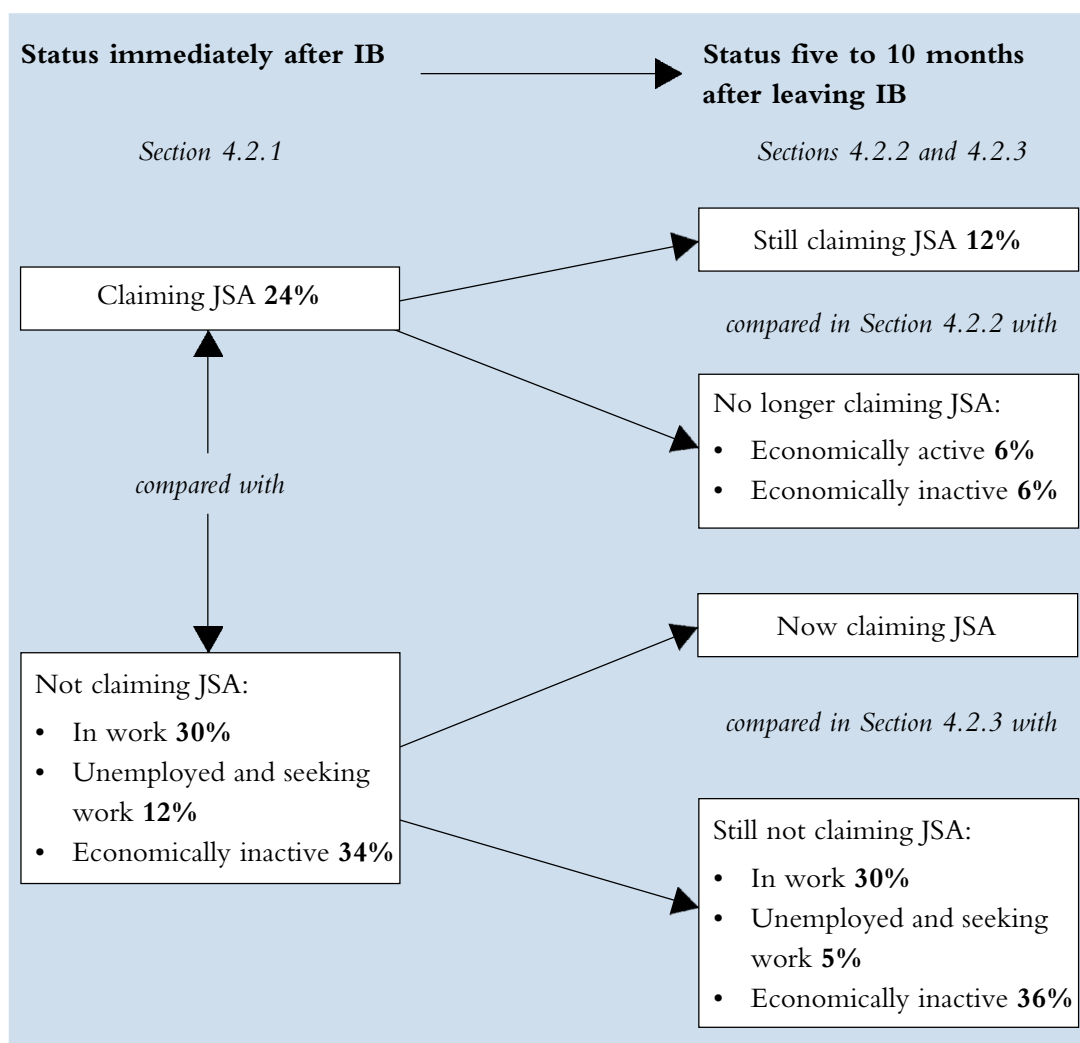 Status immediately after IB
Status five to 10 months
after leaving IB
Section 4.2.1
Sections 4.2.2 and 4.2.3
Still claiming JSA 12%
Claiming JSA 24%
compared in Section 4.2.2 with
No longer claiming JSA:
• Economically active 6%
• Economically inactive 6%
compared with
Now claiming JSA
Not claiming JSA:
• In work 30%
• Unemployed and seeking
work 12%
• Economically inactive 34%
compared in Section 4.2.3 with
Still not claiming JSA:
• In work 30%
• Unemployed and seeking
work 5%
• Economically inactive 36%